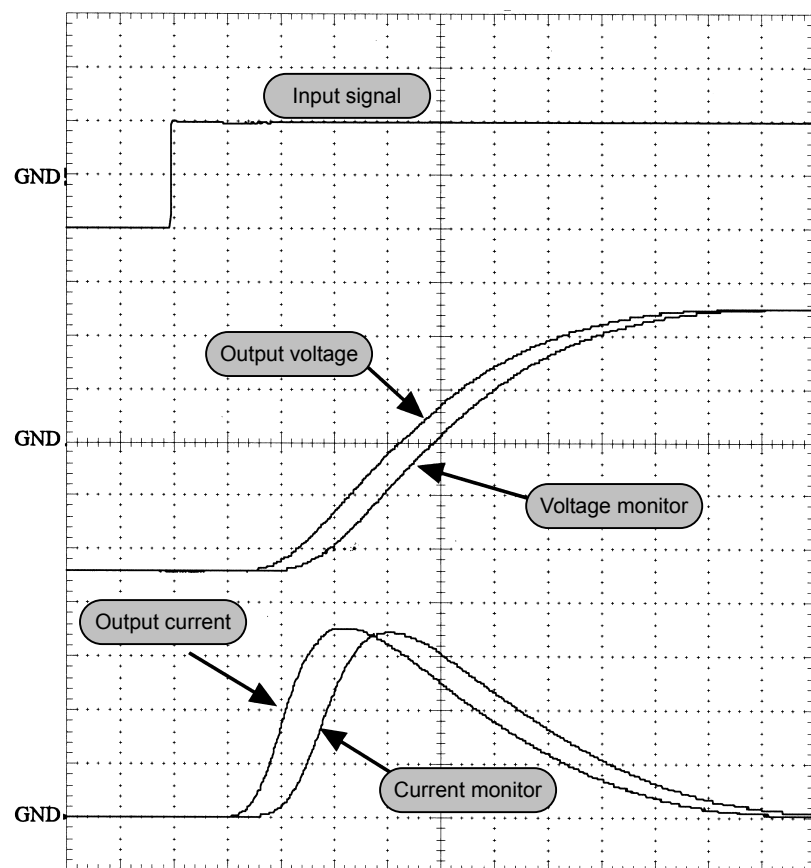 Input signal
GND
Output voltage
GND
Voltage monitor
Output current
Current monitor
GND